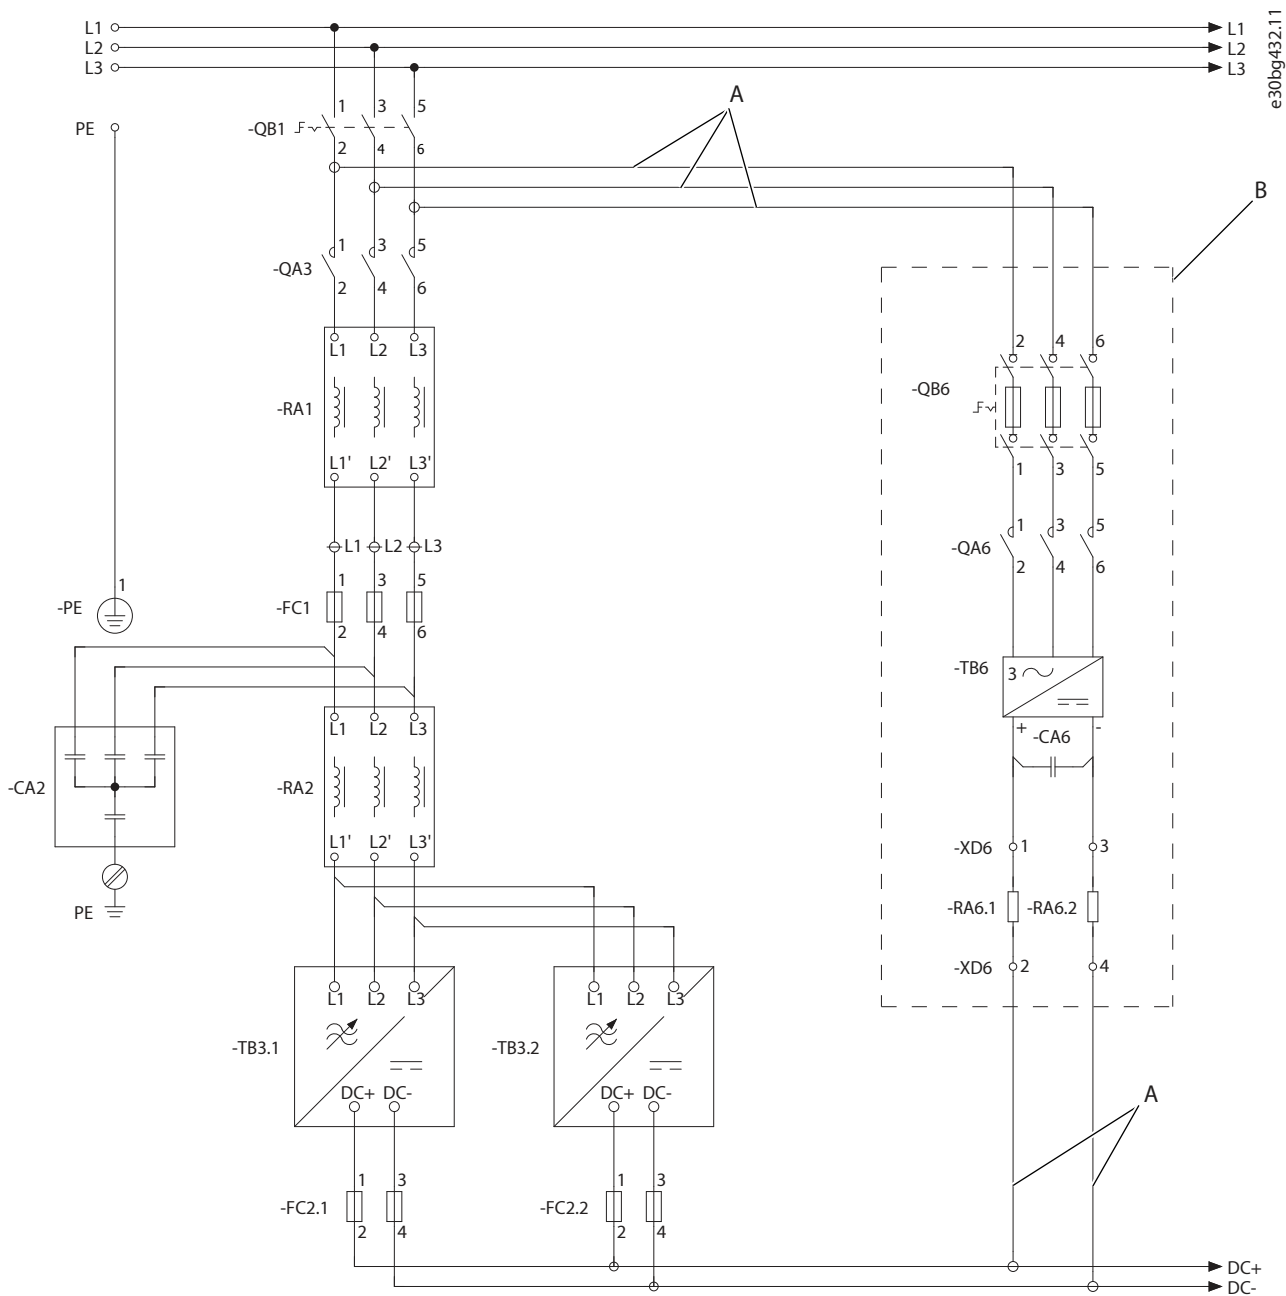 e30bg432.11
L1 L1
L2 L2
L3 L3
A
1 3 5
PE -QB1
2 4 6
B
1 3 5
-QA3
2 4 6
L1 L2 L3
2 4 6
-QB6
-RA1
L1' L2' L3'
1 3 5
1 3 5
L1 L2 L3
-QA6
2 4 6
1 1 3 5
-PE -FC1
2 4 6
-TB6 3
L1 L2 L3
+ -CA6 -
-CA2 -RA2
L1' L2' L3'
-XD6 1 3
PE -RA6.1 -RA6.2
-XD6 2 4
L1 L2 L3 L1 L2 L3
-TB3.1 -TB3.2
DC+ DC- DC+ DC-
A
1 3 1 3
-FC2.1 -FC2.2
2 4 2 4
DC+
DC-